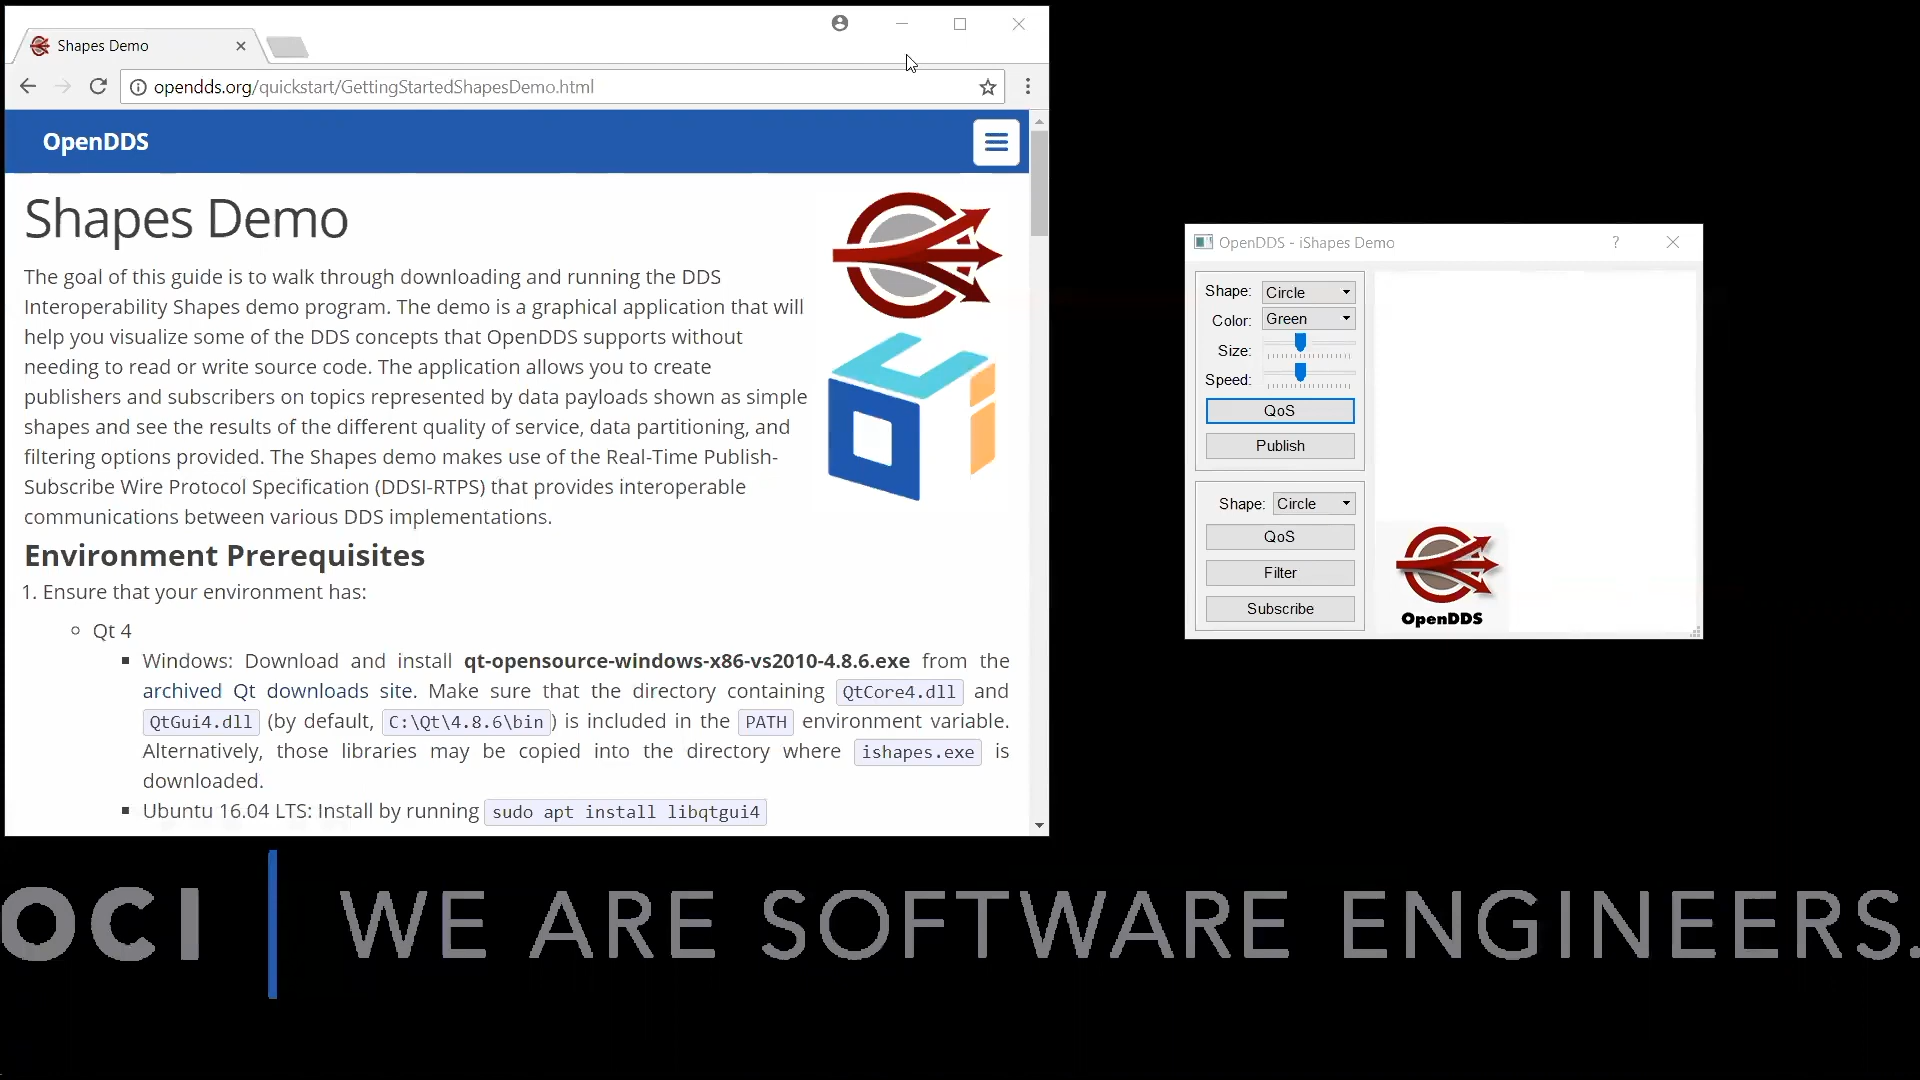 Shapes Demo
opendds.org/quickstart/GettingStartedShapesDemo.html
OpenDDS
Shapes Demo
The goal of this guide is to walk through downloading and running the DDS
Interoperability Shapes demo program. The demo is a graphical application that will
help you visualize some of the DDS concepts that OpenDDS supports without
needing to read or write source code. The application allows you to create
publishers and subscribers on topics represented by data payloads shown as simple
shapes and see the results of the different quality of service, data partitioning, and
filtering options provided. The Shapes demo makes use of the Real-Time Publish-
Subscribe Wire Protocol Specification (DDSI-RTPS) that provides interoperable
communications between various DDS implementations.
Environment Prerequisites
1. Ensure that your environment has:
Qt 4
Windows: Download and install qt-opensource-windows-x86-vs2010-4.8.6.exe from the
archived Qt downloads site. Make sure that the directory containing QtCore4.dll and
QtGui4.dll (by default, C:\Qt\4.8.6\bin) is included in the PATH environment variable.
Alternatively, those libraries may be copied into the directory where ishapes.exe is
downloaded.
Ubuntu 16.04 LTS: Install by running sudo apt install libqtgui4
OpenDDS - iShapes Demo
?
Shape: Circle
Color: Green
Size:
Speed:
QoS
Publish
Shape: Circle
QoS
Filter
Subscribe
OpenDDS
OCI | WE ARE SOFTWARE ENGINEERS.